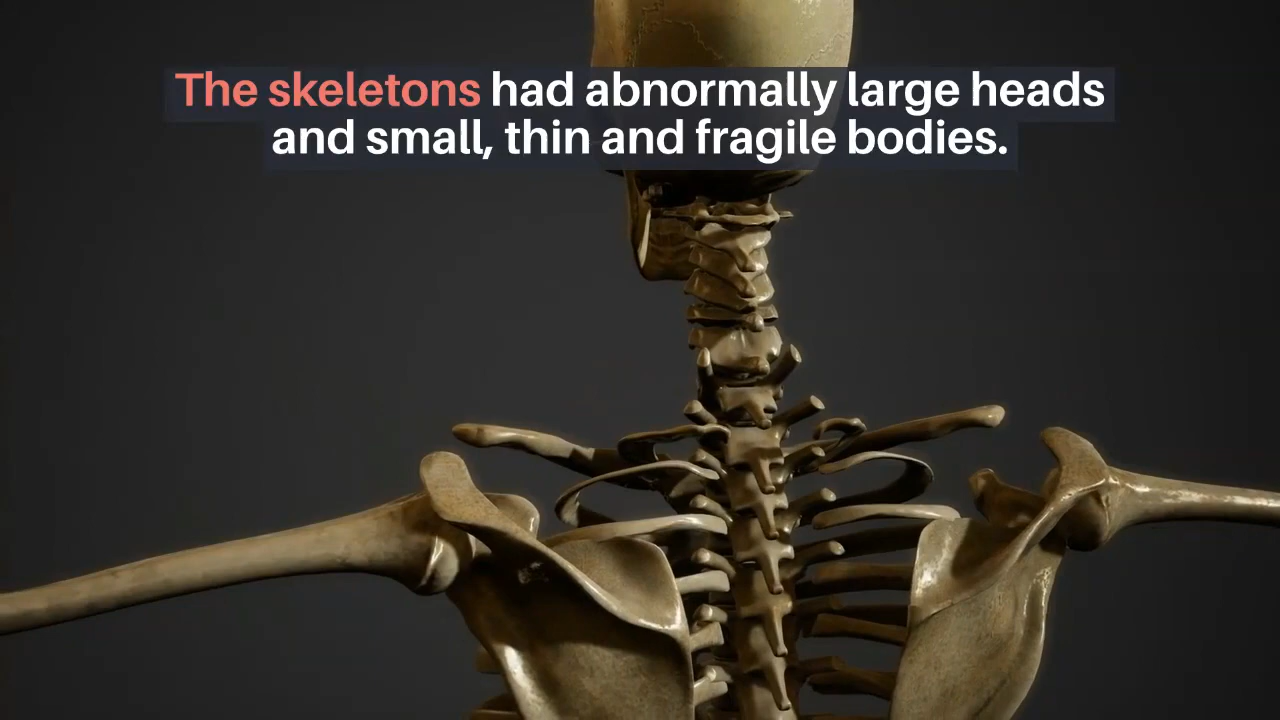 The skeletons had abnormally large heads
and small, thin and fragile bodies.